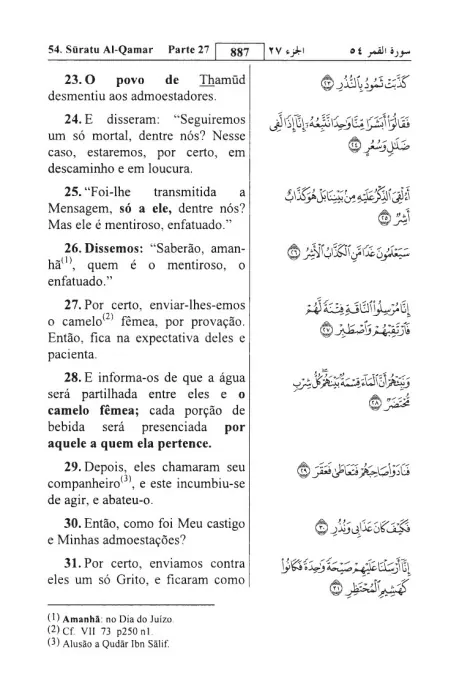 54. Sūratu Al-Qamar Parte 27 887 الجزء ٢٧ سورة القمر ٥٤
23. O povo de Thamūd
desmentiu aos admoestadores.
24. E disseram: “Seguiremos
um só mortal, dentre nós? Nesse
caso, estaremos, por certo, em
descaminho e em loucura.
25. “Foi-lhe transmitida a
Mensagem, só a ele, dentre nós?
Mas ele é mentiroso, enfatuado.”
26. Dissemos: “Saberão, aman-
hã(1), quem é o mentiroso, o
enfatuado.”
27. Por certo, enviar-lhes-emos
o camelo(2) fêmea, por provação.
Então, fica na expectativa deles e
pacienta.
28. E informa-os de que a água
será partilhada entre eles e o
camelo fêmea; cada porção de
bebida será presenciada por
aquele a quem ela pertence.
29. Depois, eles chamaram seu
companheiro(3), e este incumbiu-se
de agir, e abateu-o.
30. Então, como foi Meu castigo
e Minhas admoestações?
31. Por certo, enviamos contra
eles um só Grito, e ficaram como
كَذَّبَتْ ثَمُودُ بِالنُّذُرِ ٢٣
فَقَالُوٓا۟ أَبَشَرًا مِّنَّا وَٰحِدًا نَّتَّبِعُهُۥٓ إِنَّآ إِذًا لَّفِى
ضَلَٰلٍ وَسُعُرٍ ٢٤
أَءُلْقِىَ الذِّكْرُ عَلَيْهِ مِنۢ بَيْنِنَا بَلْ هُوَ كَذَّابٌ
أَشِرٌ ٢٥
سَيَعْلَمُونَ غَدًا مَّنِ الْكَذَّابُ الْأَشِرُ ٢٦
إِنَّا مُرْسِلُوا۟ النَّاقَةِ فِتْنَةً لَّهُمْ
فَارْتَقِبْهُمْ وَاصْطَبِرْ ٢٧
وَنَبِّئْهُمْ أَنَّ الْمَآءَ قِسْمَةٌۢ بَيْنَهُمْ كُلُّ شِرْبٍ
مُّحْتَضَرٌ ٢٨
فَنَادَوْا۟ صَاحِبَهُمْ فَتَعَاطَىٰ فَعَقَرَ ٢٩
فَكَيْفَ كَانَ عَذَابِى وَنُذُرِ ٣٠
إِنَّآ أَرْسَلْنَا عَلَيْهِمْ صَيْحَةً وَٰحِدَةً فَكَانُوا۟
كَهَشِيمِ الْمُحْتَظِرِ ٣١
(1) Amanhã: no Dia do Juízo.
(2) Cf. VII 73 p250 n1.
(3) Alusão a Qudār Ibn Sālif.